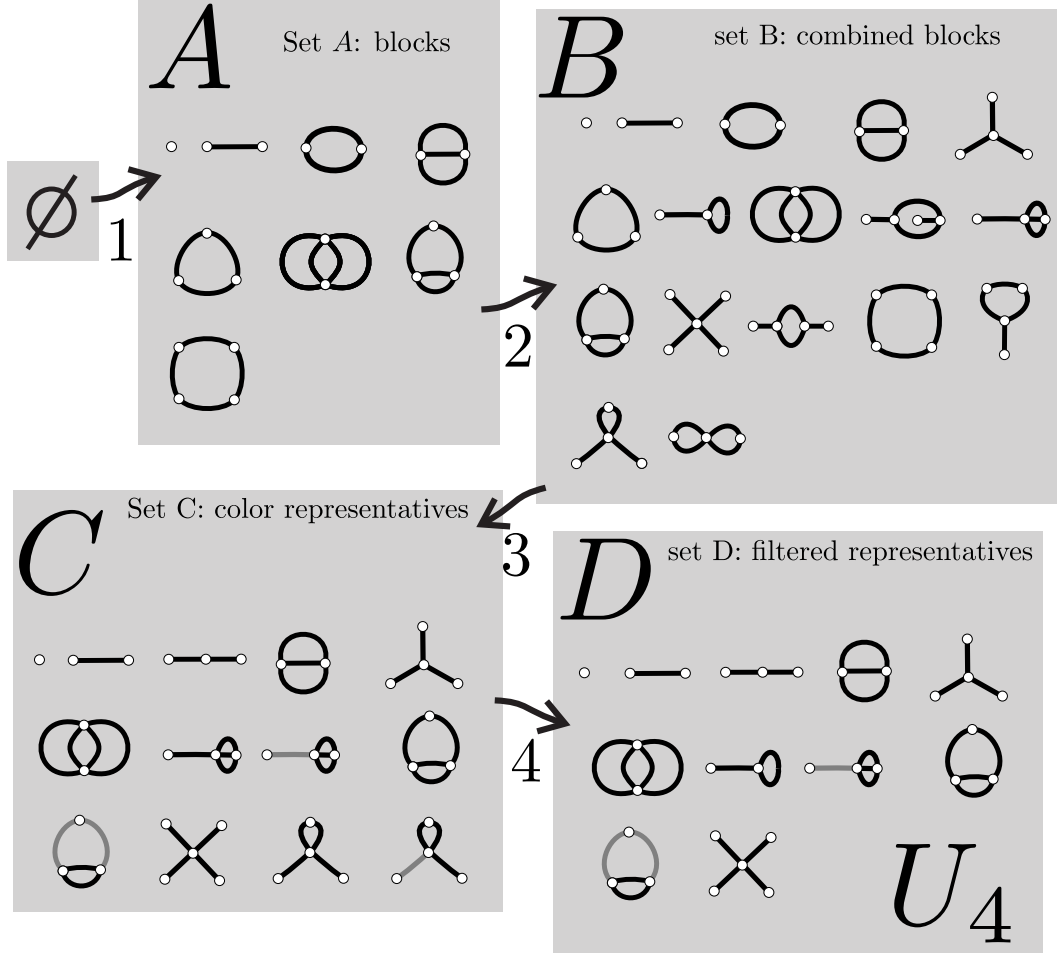 A
Set A: blocks
B
set B: combined blocks
∅
1
2
C
Set C: color representatives
3
D
set D: filtered representatives
4
U4